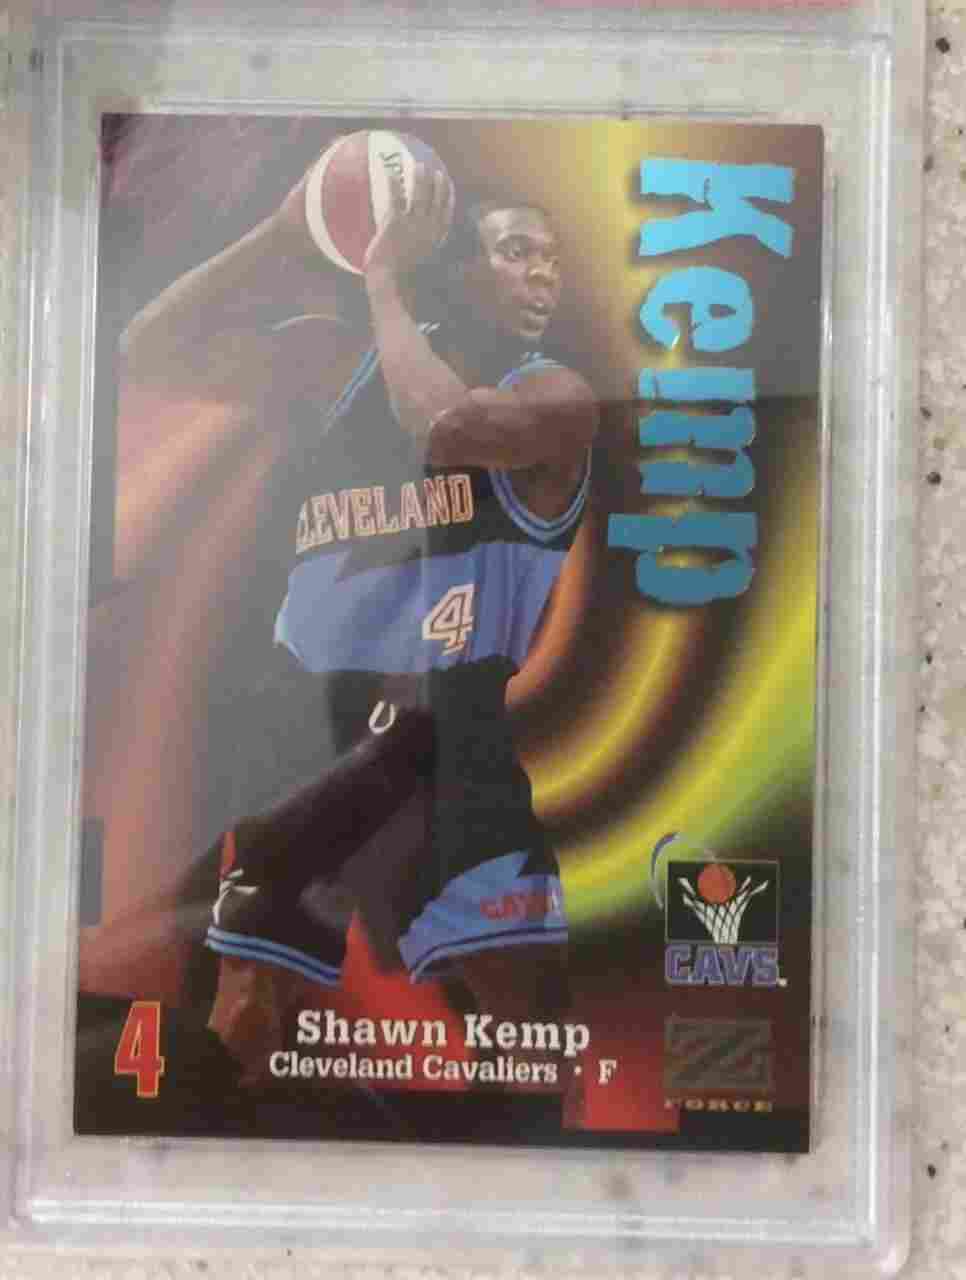 Kemp
CLEVELAND
4
CAVS
4
Shawn Kemp
Cleveland Cavaliers · F
Z
FORCE